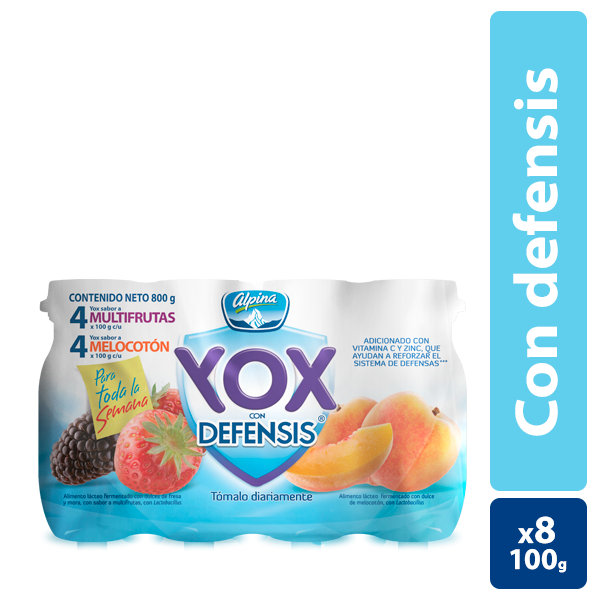 CONTENIDO NETO 800 g
4 Yox sabor a
MULTIFRUTAS
x 100 g c/u
4 Yox sabor a
MELOCOTÓN
x 100 g c/u
Para
toda la
Semana
Alpina
YOX
CON
DEFENSIS®
Tómalo diariamente
ADICIONADO CON
VITAMINA C Y ZINC, QUE
AYUDAN A REFORZAR EL
SISTEMA DE DEFENSAS***
Alimento lácteo fermentado con dulces de fresa
y mora, con sabor a multifrutas, con Lactobacillus
Alimento lácteo fermentado con dulce
de melocotón, con Lactobacillus
Con defensis
x8
100g